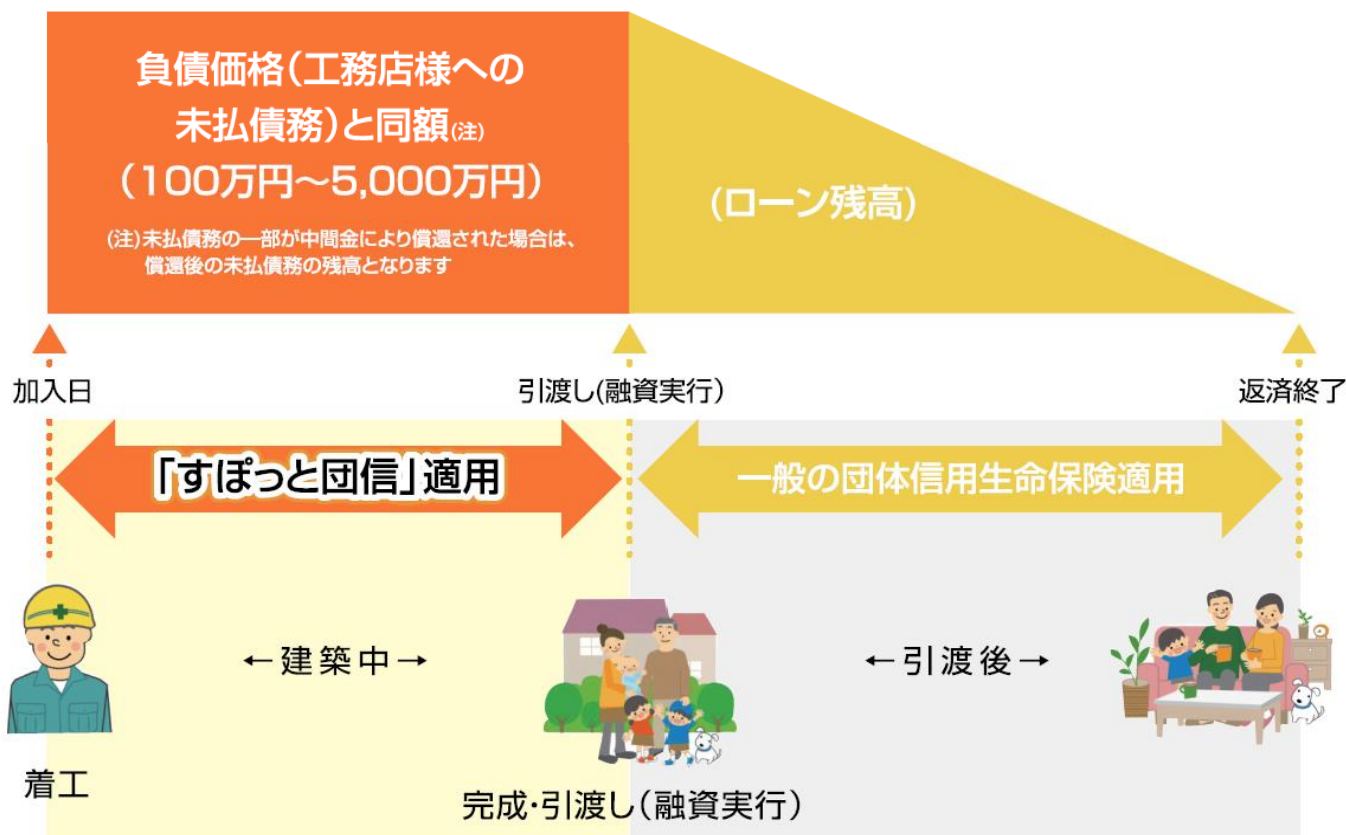 負債価格(工務店様への
未払債務)と同額(注)
(100万円～5,000万円)
(注)未払債務の一部が中間金により償還された場合は、
償還後の未払債務の残高となります
(ローン残高)
加入日
引渡し(融資実行)
返済終了
「すぽっと団信」適用
一般の団体信用生命保険適用
←建築中→
←引渡後→
着工
完成・引渡し(融資実行)